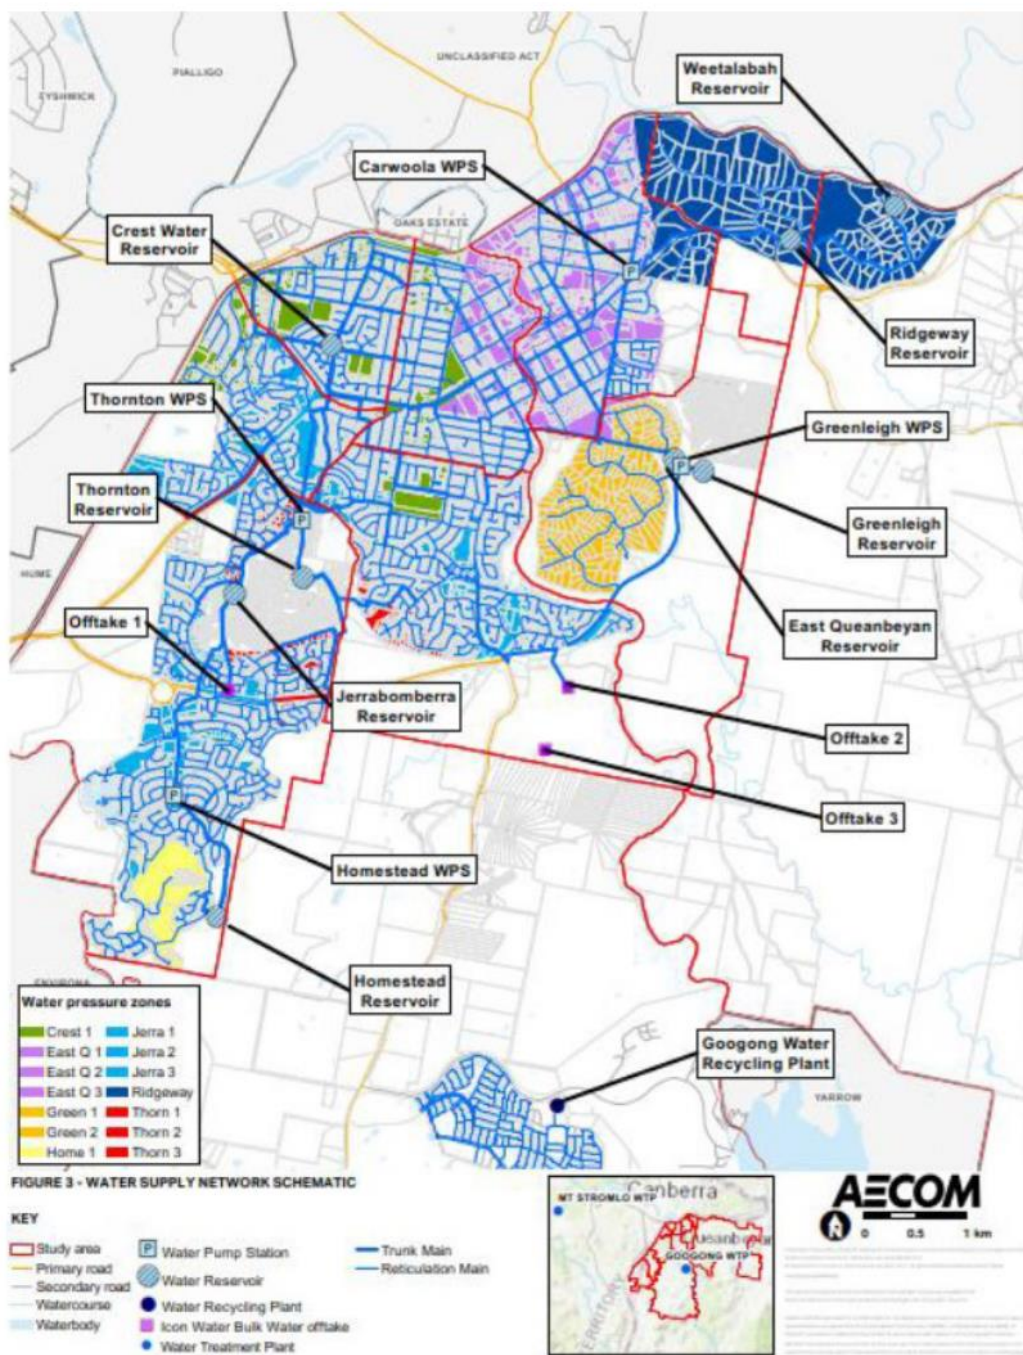 UNCLASSIFIED ACT
PIALLIGO
FYSHWICK
Weetalabah
Reservoir
Carwoola WPS
OAKS ESTATE
Crest Water
Reservoir
Ridgeway
Reservoir
Thornton WPS
Greenleigh WPS
Thornton
Reservoir
Greenleigh
Reservoir
HUME
Offtake 1
East Queanbeyan
Reservoir
Jerrabomberra
Reservoir
Offtake 2
Offtake 3
Homestead WPS
Homestead
Reservoir
ENVIRONA
Googong Water
Recycling Plant
YARROW
P
P
P
P
Water pressure zones
Crest 1 Jerra 1
East Q 1 Jerra 2
East Q 2 Jerra 3
East Q 3 Ridgeway
Green 1 Thorn 1
Green 2 Thorn 2
Home 1 Thorn 3
FIGURE 3 - WATER SUPPLY NETWORK SCHEMATIC
KEY
Study area
Primary road
Secondary road
Watercourse
Waterbody
P Water Pump Station
Water Reservoir
Water Recycling Plant
Icon Water Bulk Water offtake
Water Treatment Plant
Trunk Main
Reticulation Main
MT STROMLO WTP
Canberra
GOOGONG WTP
AECOM
N
0 0.5 1 km